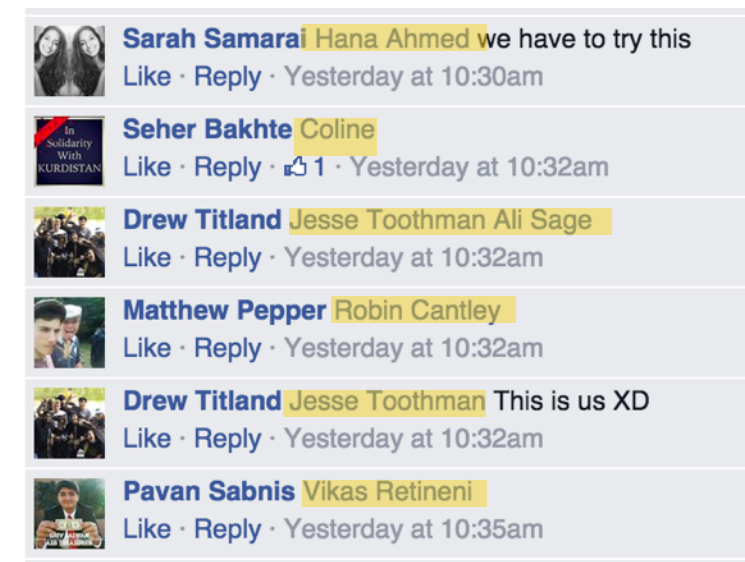 Sarah Samarai Hana Ahmed we have to try this
Like · Reply · Yesterday at 10:30am
In
Solidarity
With
KURDISTAN
Seher Bakhte Coline
Like · Reply · 1 · Yesterday at 10:32am
Drew Titland Jesse Toothman Ali Sage
Like · Reply · Yesterday at 10:32am
Matthew Pepper Robin Cantley
Like · Reply · Yesterday at 10:32am
Drew Titland Jesse Toothman This is us XD
Like · Reply · Yesterday at 10:32am
Pavan Sabnis Vikas Retineni
Like · Reply · Yesterday at 10:35am